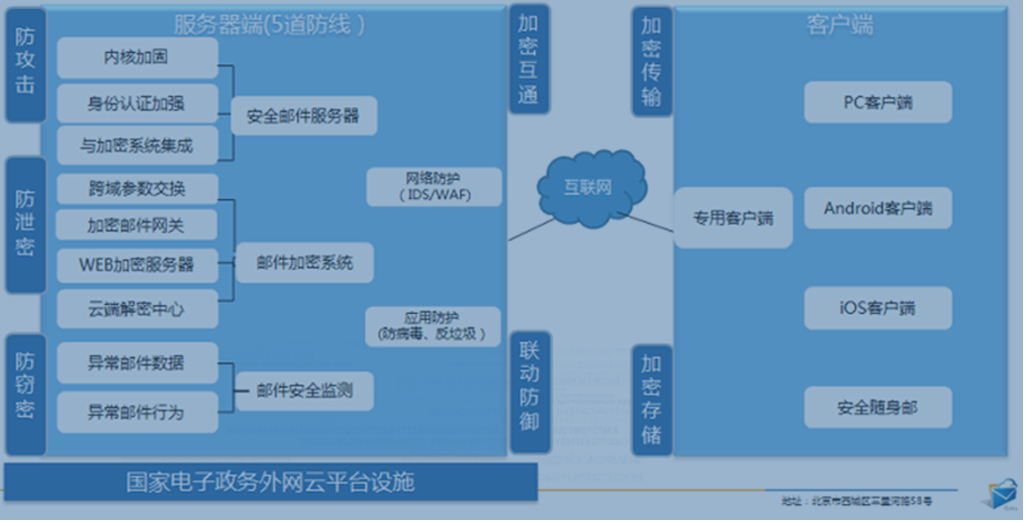 服务器端(5道防线)
客户端
防攻击
防泄密
防窃密
加密互通
联动防御
加密传输
加密存储
内核加固
身份认证加强
与加密系统集成
安全邮件服务器
跨域参数交换
加密邮件网关
WEB加密服务器
云端解密中心
邮件加密系统
异常邮件数据
异常邮件行为
邮件安全监测
网络防护
(IDS/WAF)
应用防护
(防病毒、反垃圾)
互联网
专用客户端
PC客户端
Android客户端
iOS客户端
安全随身邮
国家电子政务外网云平台设施
地址：北京市西城区三里河路58号